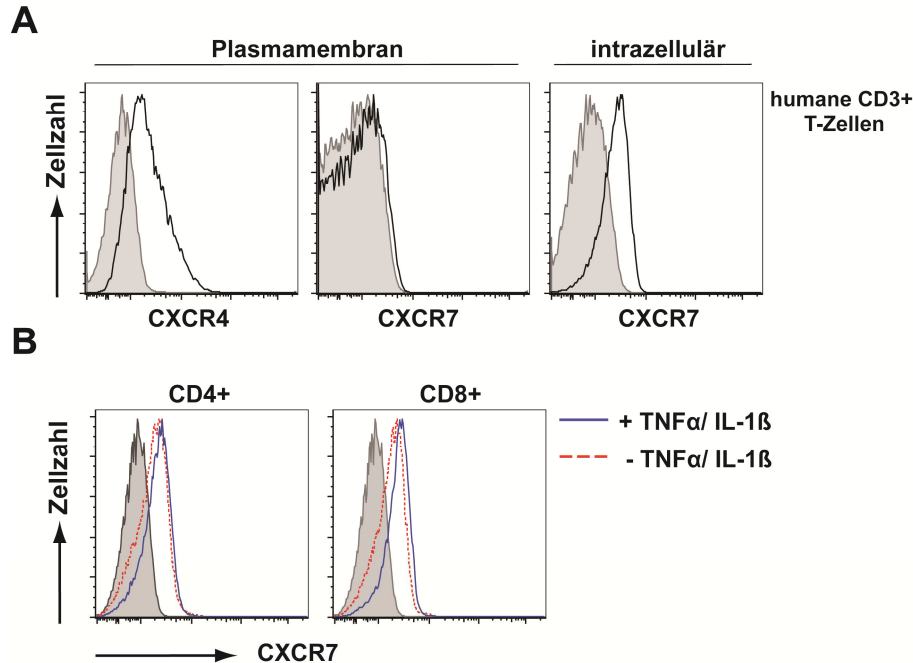 A
Plasmamembran
intrazellulär
Zellzahl
humane CD3+
T-Zellen
CXCR4
CXCR7
CXCR7
B
CD4+
CD8+
Zellzahl
+ TNFα/ IL-1ß
- TNFα/ IL-1ß
CXCR7